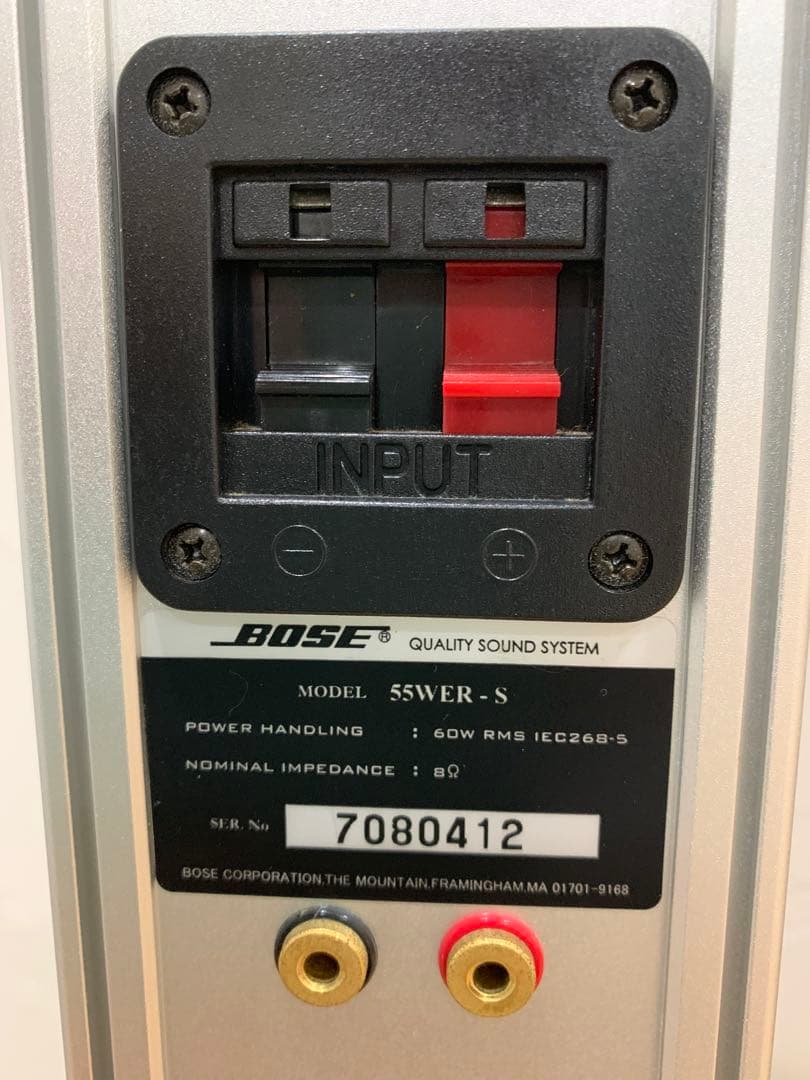 INPUT
− +
BOSE® QUALITY SOUND SYSTEM
MODEL 55WER - S
POWER HANDLING : 60W RMS IEC268-5
NOMINAL IMPEDANCE : 8Ω
SER. No 7080412
BOSE CORPORATION,THE MOUNTAIN,FRAMINGHAM,MA 01701-9168